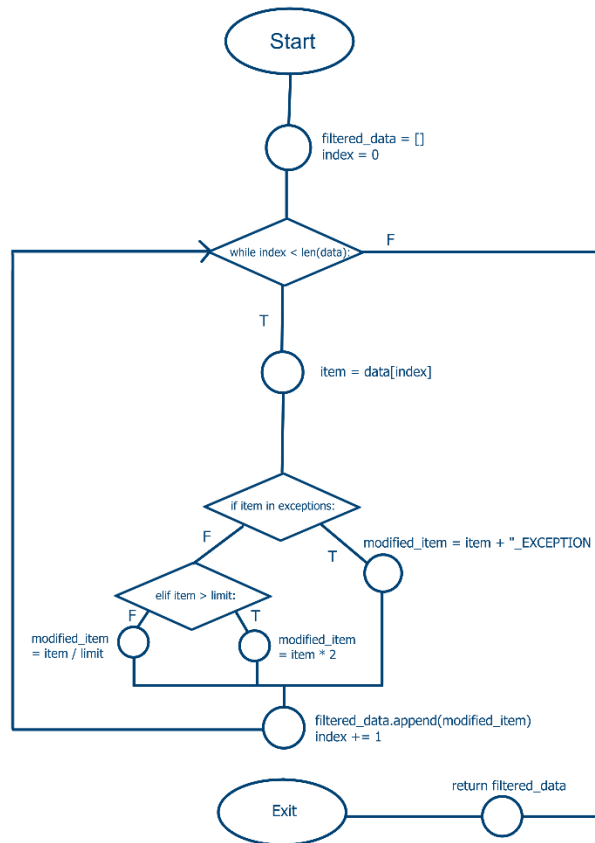 Start
filtered_data = []
index = 0
while index < len(data):
F
T
item = data[index]
if item in exceptions:
F
T
modified_item = item + "_EXCEPTION
elif item > limit:
F
T
modified_item
= item / limit
modified_item
= item * 2
filtered_data.append(modified_item)
index += 1
return filtered_data
Exit